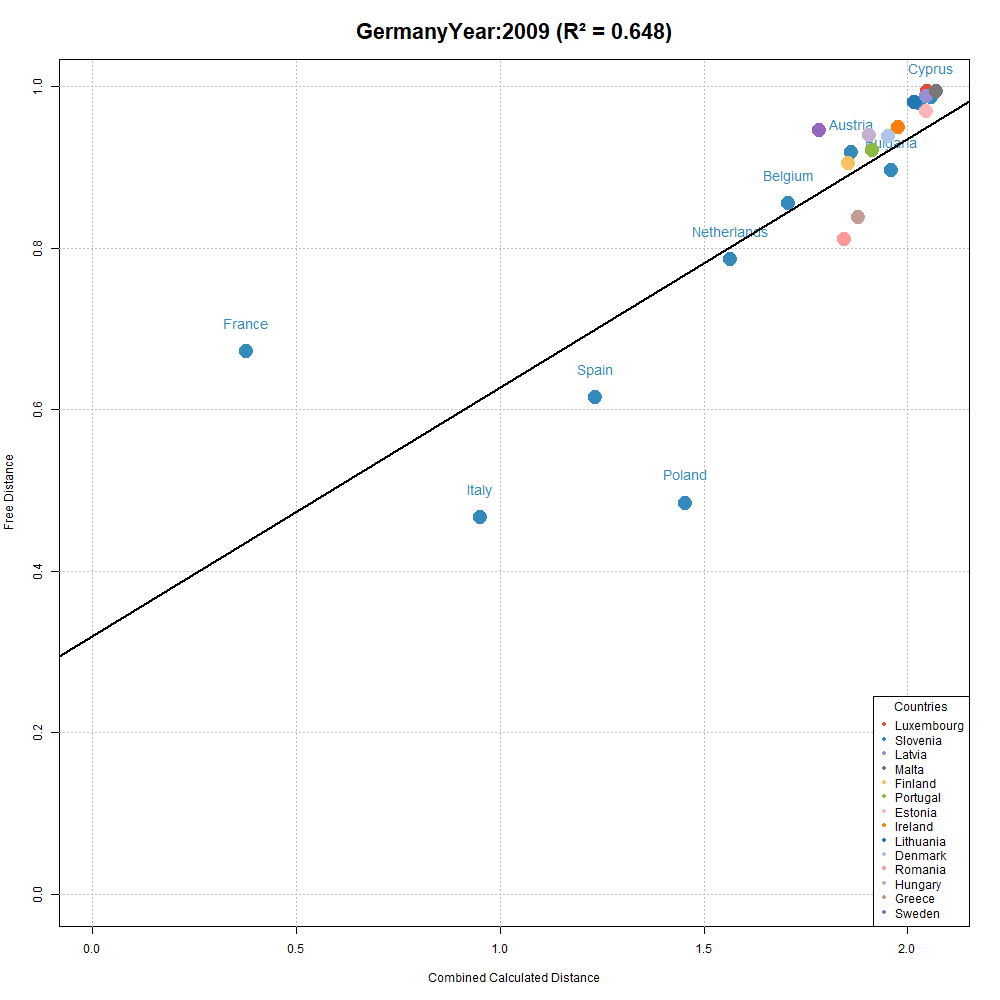 GermanyYear:2009 (R² = 0.648)
Cyprus
Austria
Bulgaria
Belgium
Netherlands
France
Spain
Poland
Italy
1.0
0.8
0.6
0.4
0.2
0.0
Free Distance
0.0
0.5
1.0
1.5
2.0
Combined Calculated Distance
Countries
Luxembourg
Slovenia
Latvia
Malta
Finland
Portugal
Estonia
Ireland
Lithuania
Denmark
Romania
Hungary
Greece
Sweden